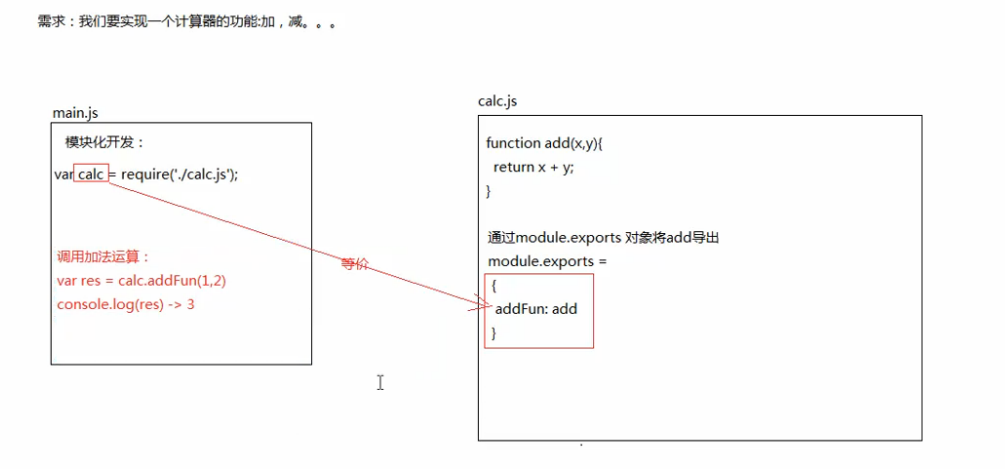 需求：我们要实现一个计算器的功能:加，减。。。
main.js
模块化开发：
var calc = require('./calc.js');
调用加法运算：
var res = calc.addFun(1,2)
console.log(res) -> 3
等价
calc.js
function add(x,y){
return x + y;
}
通过module.exports 对象将add导出
module.exports =
{
addFun: add
}